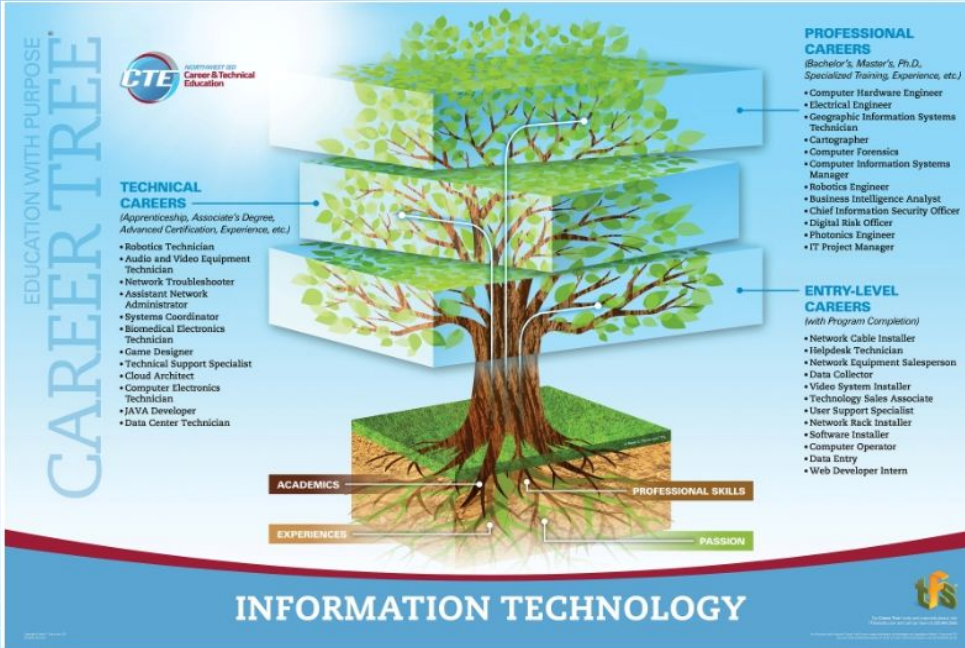 EDUCATION WITH PURPOSE
CAREER TREE®
CTE
NORTHWEST ISD
Career & Technical
Education
TECHNICAL
CAREERS
(Apprenticeship, Associate's Degree,
Advanced Certification, Experience, etc.)
• Robotics Technician
• Audio and Video Equipment
Technician
• Network Troubleshooter
• Assistant Network
Administrator
• Systems Coordinator
• Biomedical Electronics
Technician
• Game Designer
• Technical Support Specialist
• Cloud Architect
• Computer Electronics
Technician
• JAVA Developer
• Data Center Technician
PROFESSIONAL
CAREERS
(Bachelor's, Master's, Ph.D.,
Specialized Training, Experience, etc.)
• Computer Hardware Engineer
• Electrical Engineer
• Geographic Information Systems
Technician
• Cartographer
• Computer Forensics
• Computer Information Systems
Manager
• Robotics Engineer
• Business Intelligence Analyst
• Chief Information Security Officer
• Digital Risk Officer
• Photonics Engineer
• IT Project Manager
ENTRY-LEVEL
CAREERS
(with Program Completion)
• Network Cable Installer
• Helpdesk Technician
• Network Equipment Salesperson
• Data Collector
• Video System Installer
• Technology Sales Associate
• User Support Specialist
• Network Rack Installer
• Software Installer
• Computer Operator
• Data Entry
• Web Developer Intern
ACADEMICS
PROFESSIONAL SKILLS
EXPERIENCES
PASSION
INFORMATION TECHNOLOGY
tfs